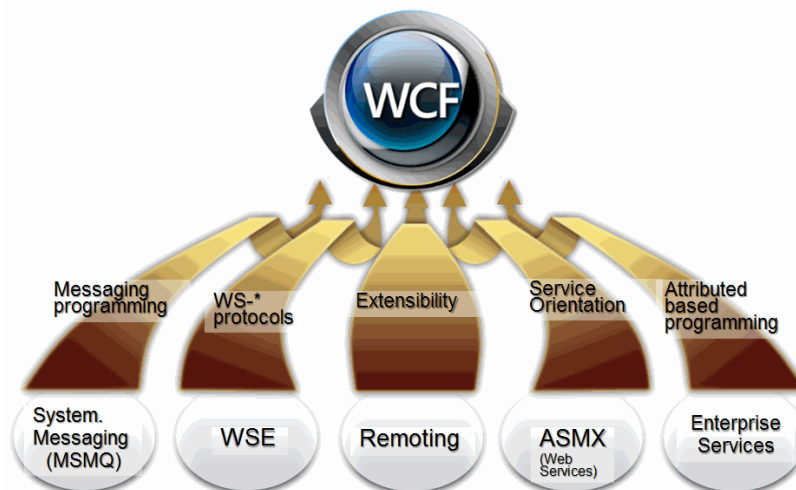 WCF
Messaging
programming
WS-*
protocols
Extensibility
Service
Orientation
Attributed
based
programming
System.
Messaging
(MSMQ)
WSE
Remoting
ASMX
(Web
Services)
Enterprise
Services